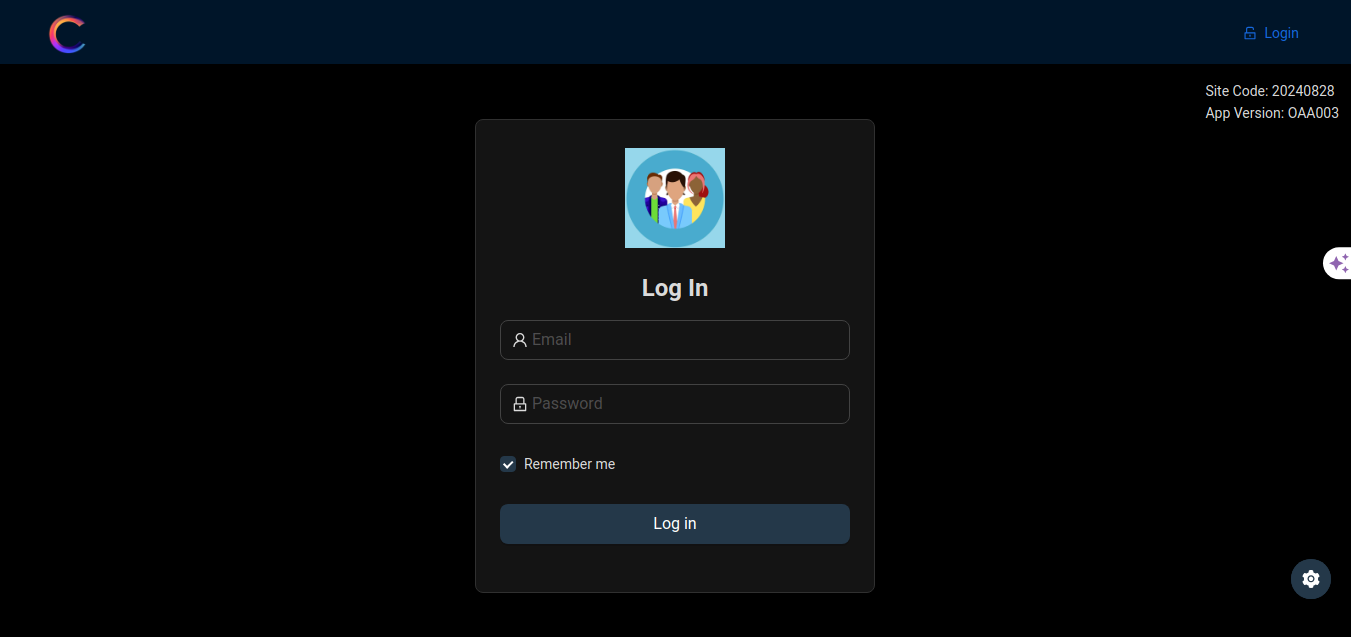 Login
Site Code: 20240828
App Version: OAA003
Log In
Email
Password
Remember me
Log in